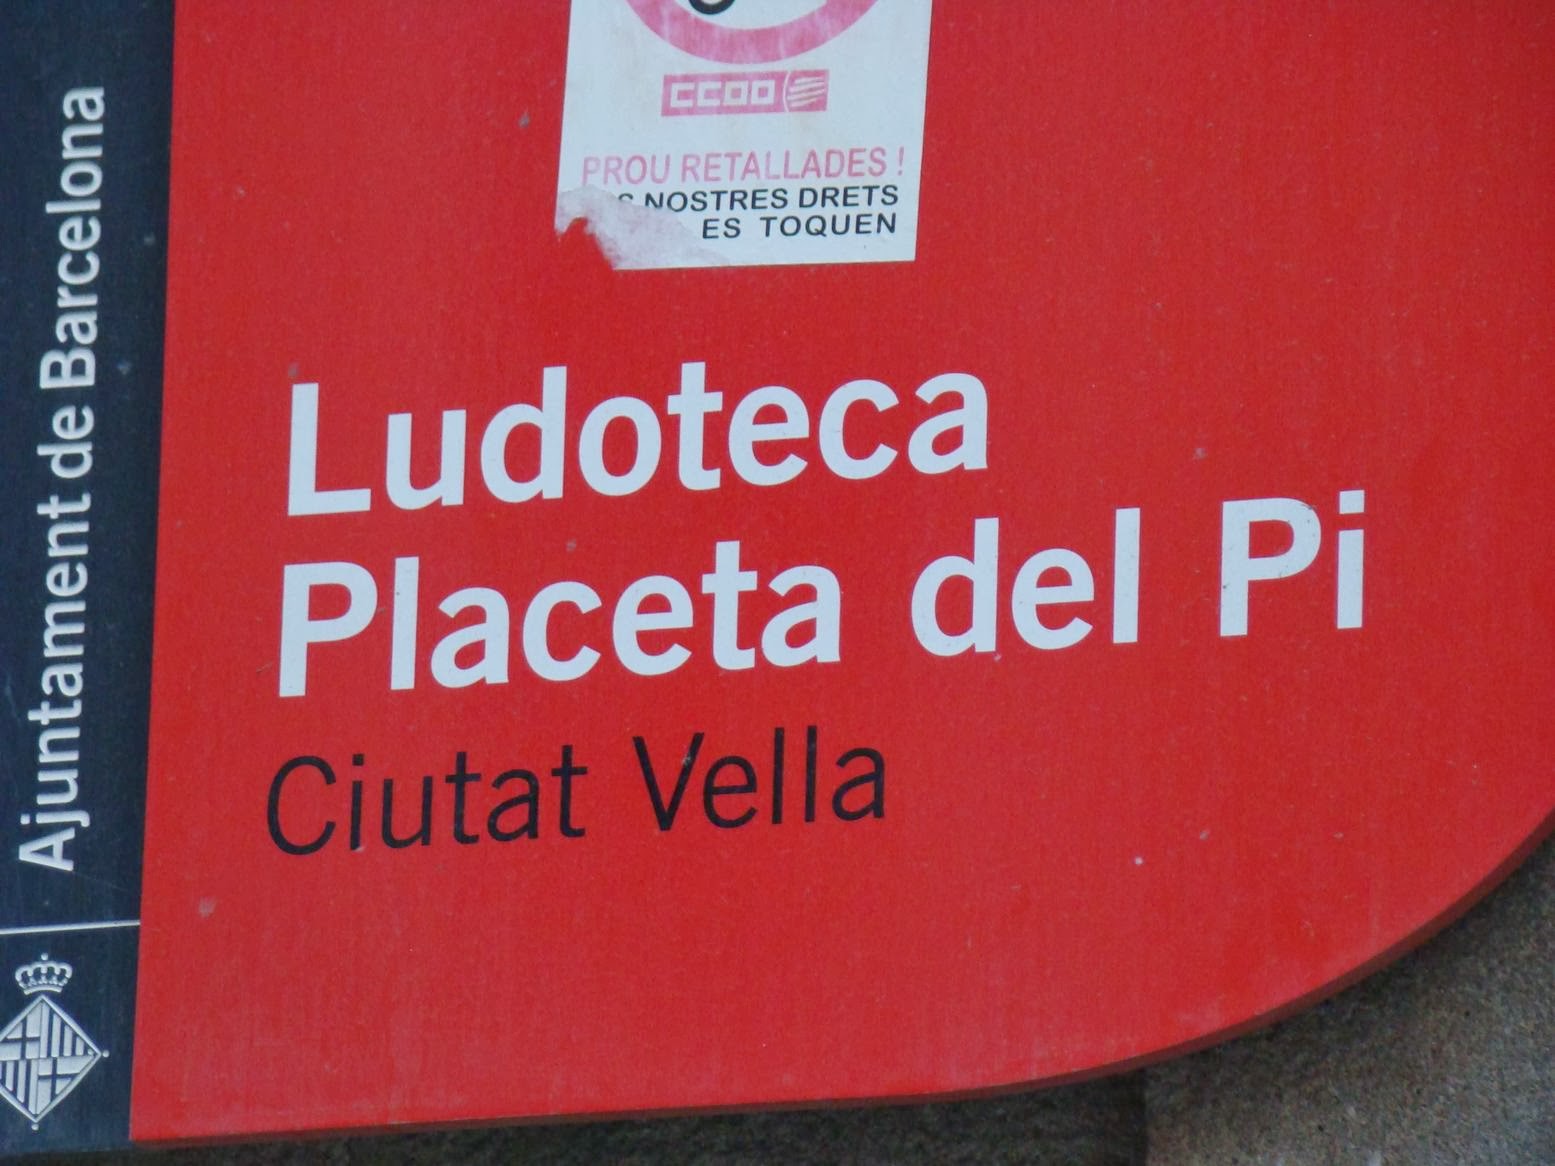 CCOO
PROU RETALLADES !
NOSTRES DRETS
ES TOQUEN
Ludoteca
Placeta del Pi
Ciutat Vella
Ajuntament de Barcelona